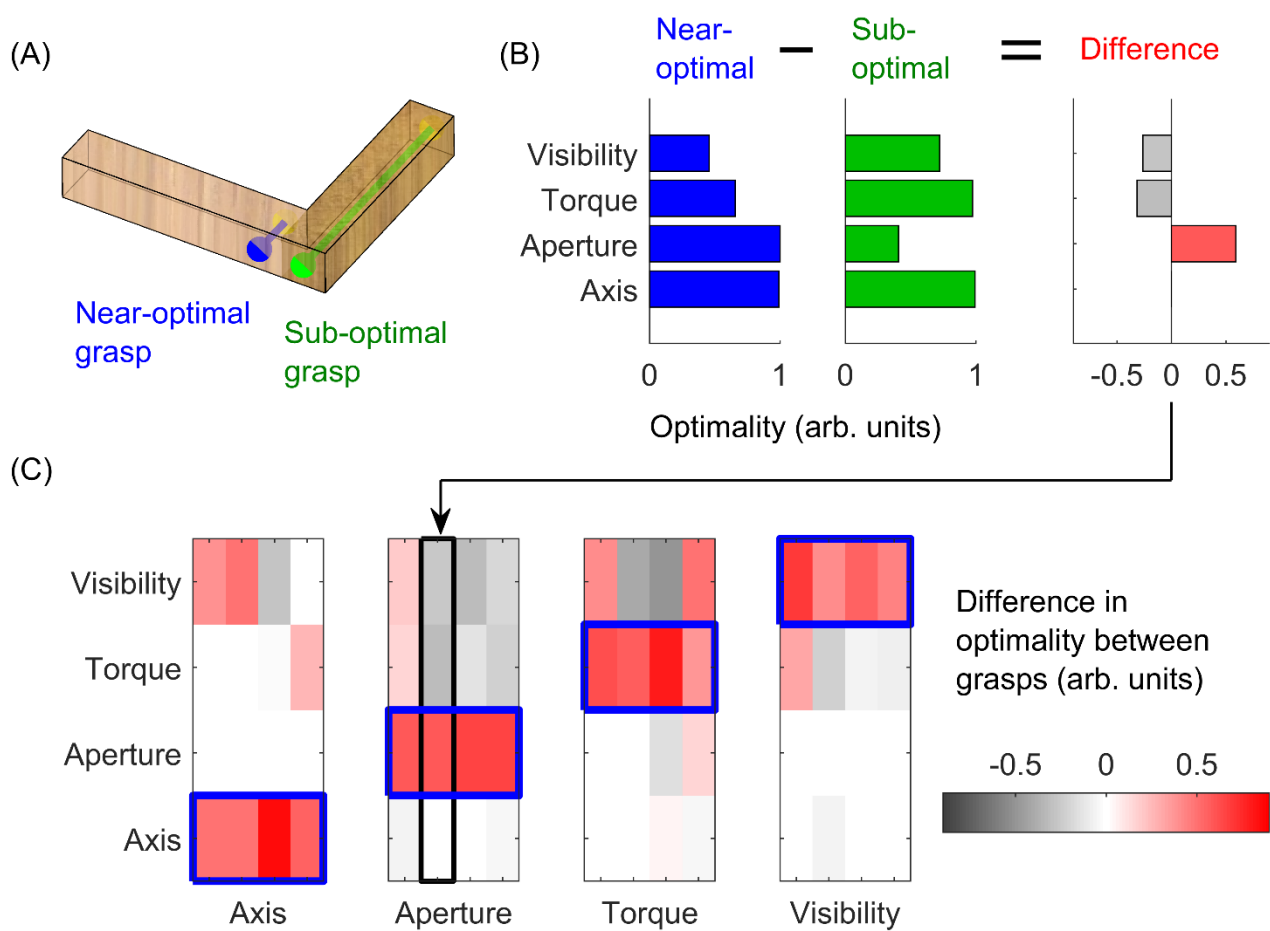 (A)
Near-optimal
grasp
Sub-optimal
grasp
(B)
Near-
optimal
Sub-
optimal
Difference
Visibility
Torque
Aperture
Axis
0 1
0 1
-0.5 0 0.5
Optimality (arb. units)
(C)
Visibility
Torque
Aperture
Axis
Axis
Aperture
Torque
Visibility
Difference in
optimality between
grasps (arb. units)
-0.5 0 0.5